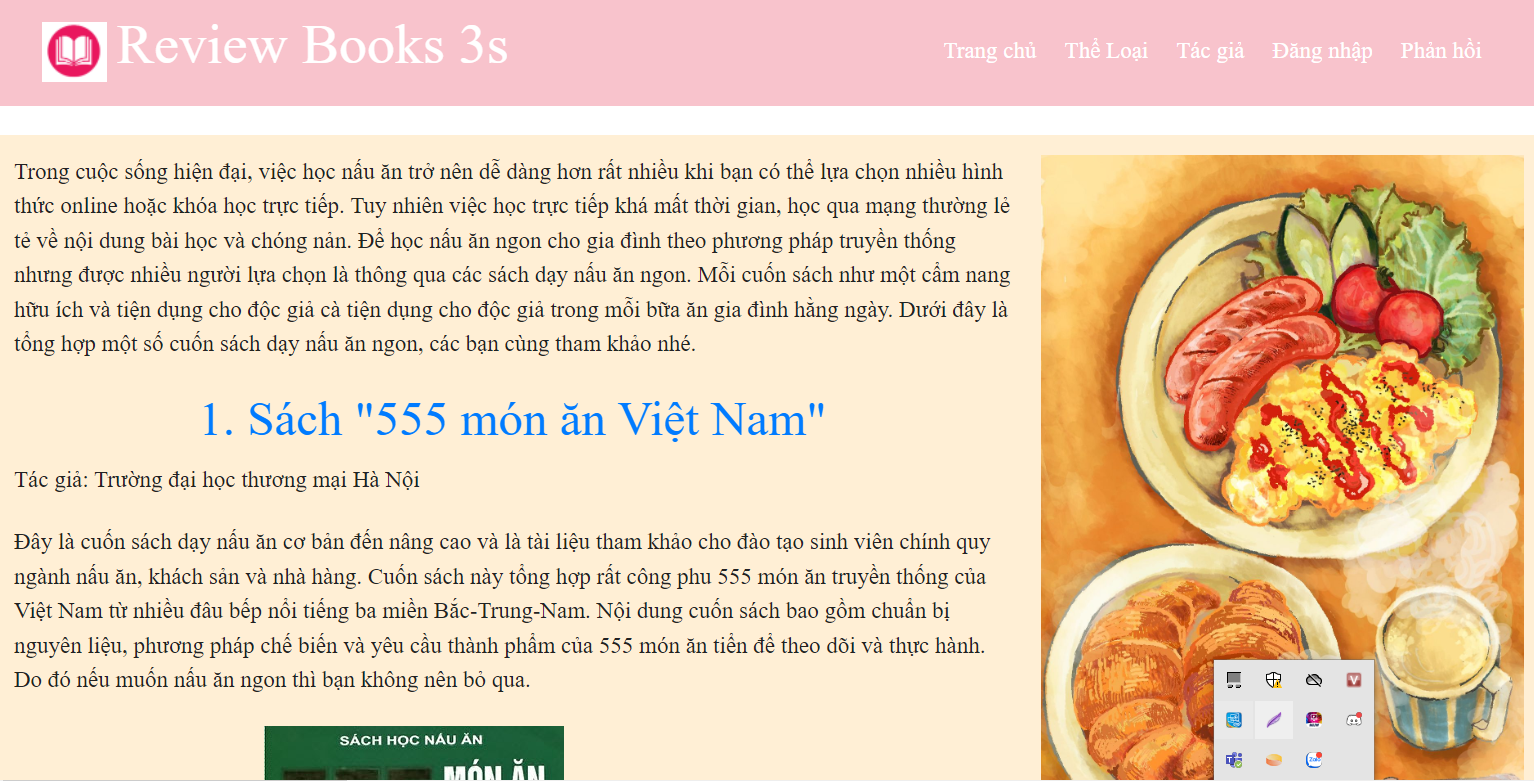 Review Books 3s
Trang chủ Thể Loại Tác giả Đăng nhập Phản hồi
Trong cuộc sống hiện đại, việc học nấu ăn trở nên dễ dàng hơn rất nhiều khi bạn có thể lựa chọn nhiều hình
thức online hoặc khóa học trực tiếp. Tuy nhiên việc học trực tiếp khá mất thời gian, học qua mạng thường lẻ
tẻ về nội dung bài học và chóng nản. Để học nấu ăn ngon cho gia đình theo phương pháp truyền thống
nhưng được nhiều người lựa chọn là thông qua các sách dạy nấu ăn ngon. Mỗi cuốn sách như một cẩm nang
hữu ích và tiện dụng cho độc giả cà tiện dụng cho độc giả trong mỗi bữa ăn gia đình hằng ngày. Dưới đây là
tổng hợp một số cuốn sách dạy nấu ăn ngon, các bạn cùng tham khảo nhé.
1. Sách "555 món ăn Việt Nam"
Tác giả: Trường đại học thương mại Hà Nội
Đây là cuốn sách dạy nấu ăn cơ bản đến nâng cao và là tài liệu tham khảo cho đào tạo sinh viên chính quy
ngành nấu ăn, khách sản và nhà hàng. Cuốn sách này tổng hợp rất công phu 555 món ăn truyền thống của
Việt Nam từ nhiều đâu bếp nổi tiếng ba miền Bắc-Trung-Nam. Nội dung cuốn sách bao gồm chuẩn bị
nguyên liệu, phương pháp chế biến và yêu cầu thành phẩm của 555 món ăn tiển để theo dõi và thực hành.
Do đó nếu muốn nấu ăn ngon thì bạn không nên bỏ qua.
SÁCH HỌC NẤU ĂN
MÓN ĂN
Zalo